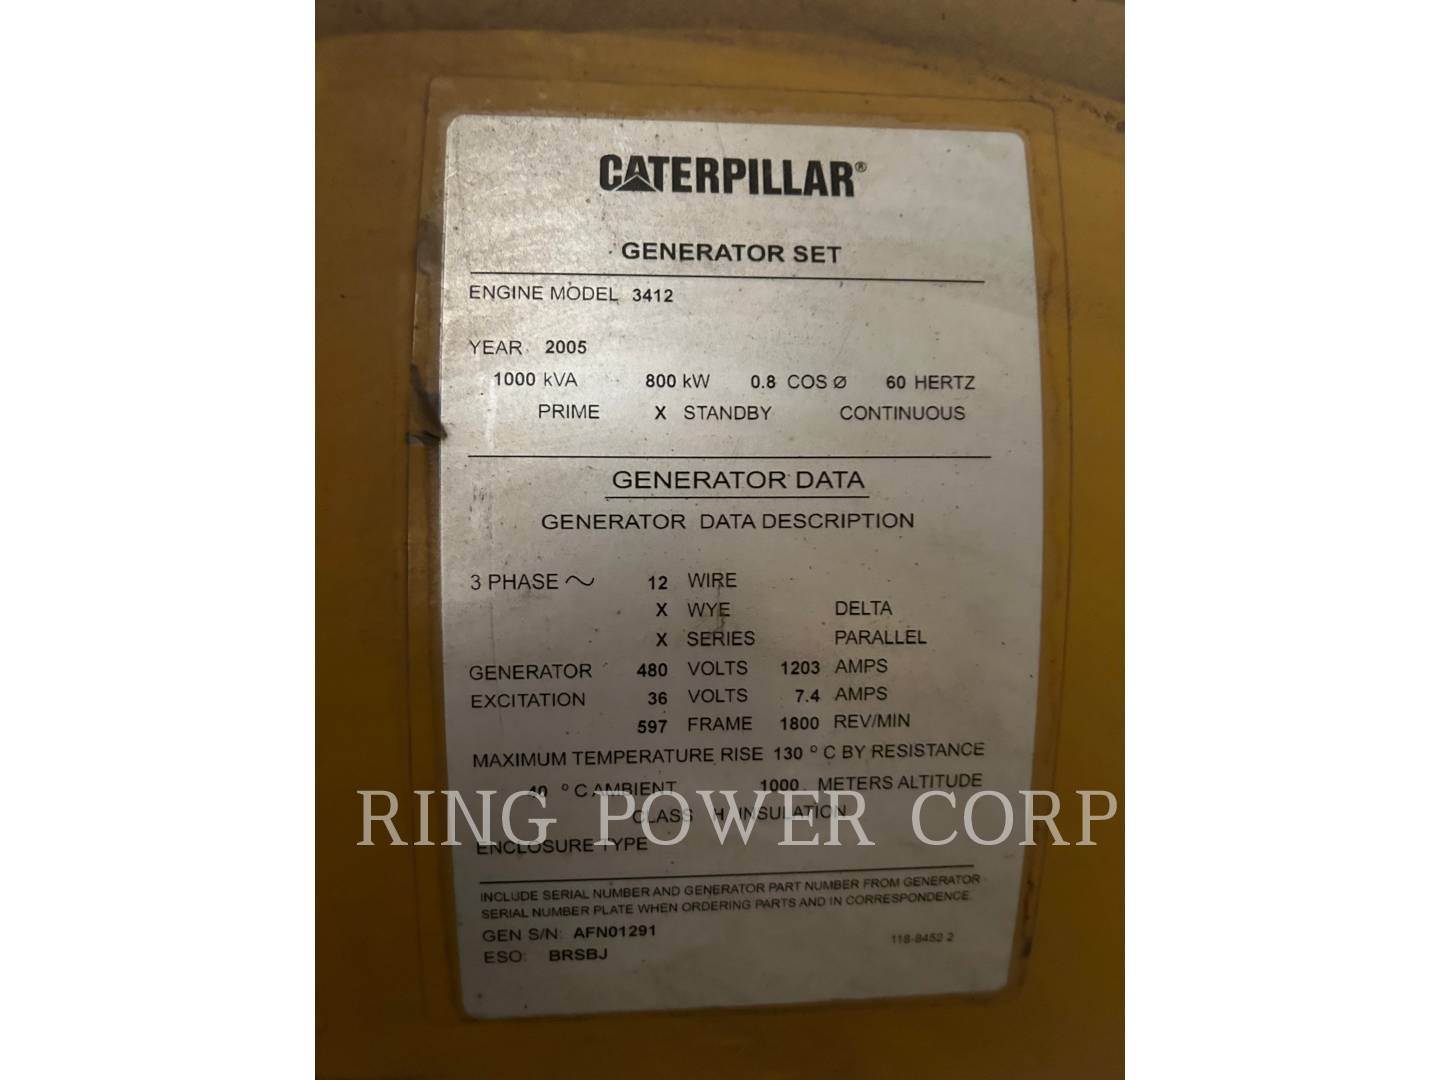 CATERPILLAR®
GENERATOR SET
ENGINE MODEL 3412
YEAR 2005
1000 kVA 800 kW 0.8 COS Ø 60 HERTZ
PRIME X STANDBY CONTINUOUS
GENERATOR DATA
GENERATOR DATA DESCRIPTION
3 PHASE ～ 12 WIRE
X WYE DELTA
X SERIES PARALLEL
GENERATOR 480 VOLTS 1203 AMPS
EXCITATION 36 VOLTS 7.4 AMPS
597 FRAME 1800 REV/MIN
MAXIMUM TEMPERATURE RISE 130 ° C BY RESISTANCE
40 ° C AMBIENT 1000 METERS ALTITUDE
CLASS H INSULATION
RING POWER CORP
ENCLOSURE TYPE
INCLUDE SERIAL NUMBER AND GENERATOR PART NUMBER FROM GENERATOR
SERIAL NUMBER PLATE WHEN ORDERING PARTS AND IN CORRESPONDENCE.
GEN S/N: AFN01291 118-8452 2
ESO: BRSBJ